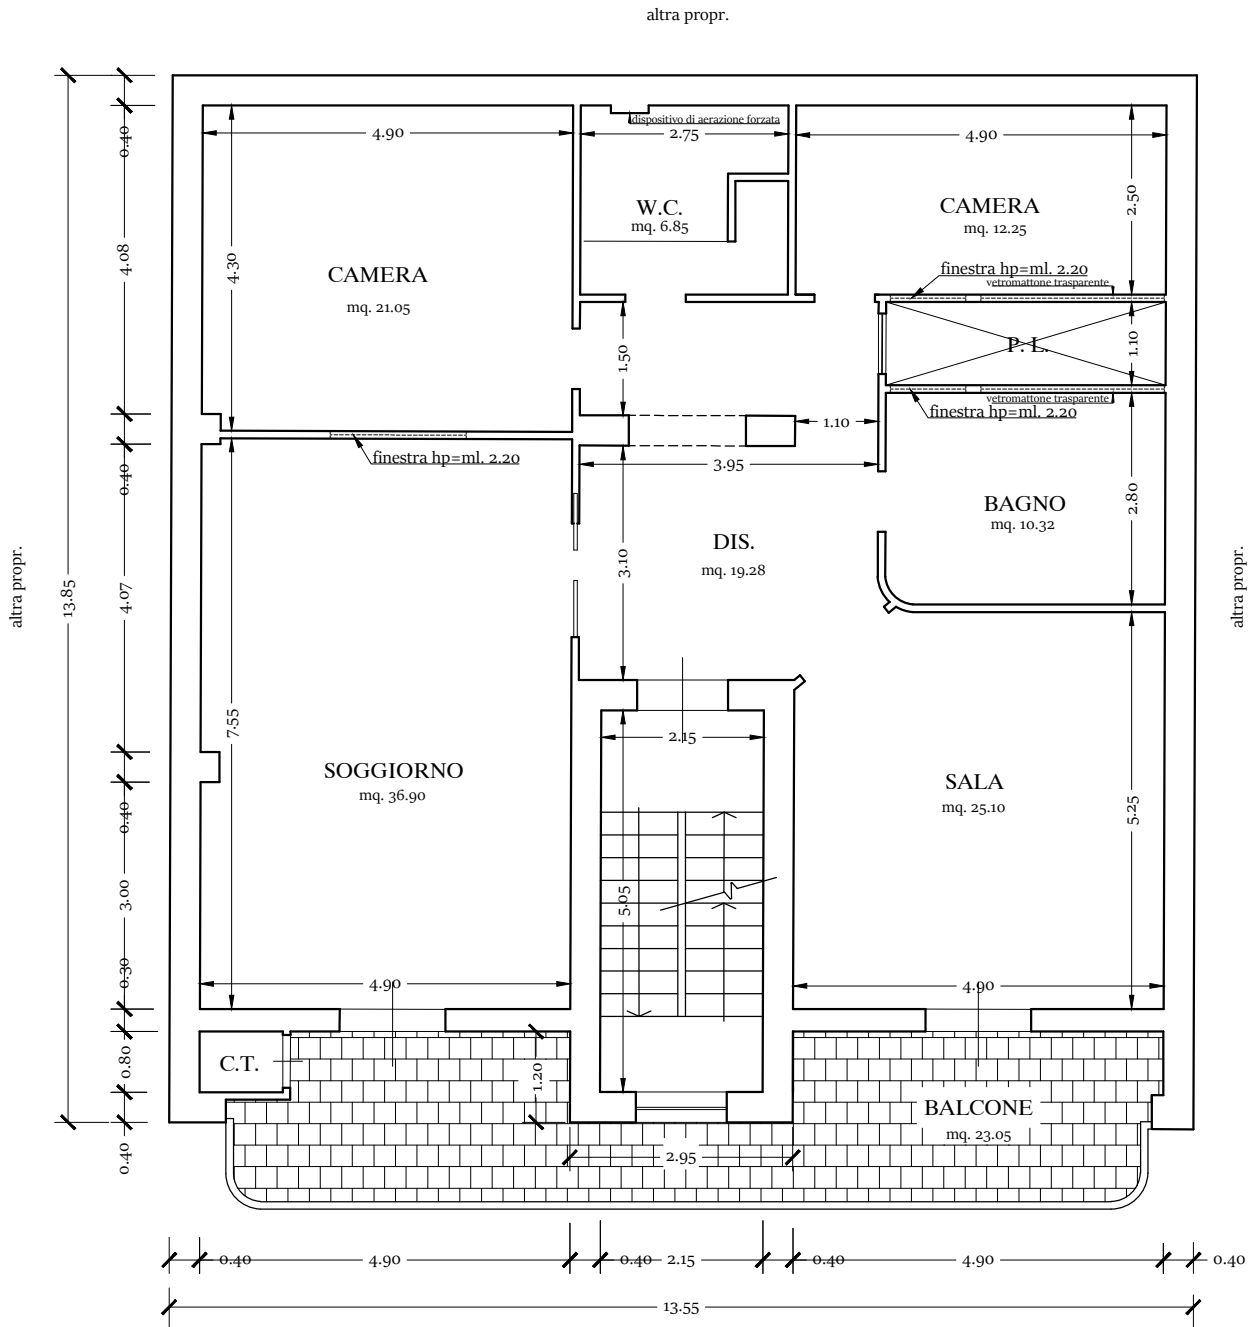 altra propr.
0.40
4.90
dispositivo di aerazione forzata
2.75
4.90
2.50
W.C.
mq. 6.85
CAMERA
mq. 12.25
4.08
4.30
CAMERA
mq. 21.05
finestra hp=ml. 2.20
vetromattone trasparente
1.50
P. L.
1.10
vetromattone trasparente
finestra hp=ml. 2.20
1.10
finestra hp=ml. 2.20
3.95
0.40
2.80
BAGNO
mq. 10.32
DIS.
mq. 19.28
3.10
altra propr.
13.85
4.07
altra propr.
7.55
2.15
SOGGIORNO
mq. 36.90
SALA
mq. 25.10
0.40
5.25
3.00
5.05
0.30
4.90
4.90
C.T.
0.80
1.20
BALCONE
mq. 23.05
0.40
2.95
0.40
4.90
0.40
2.15
0.40
4.90
0.40
13.55